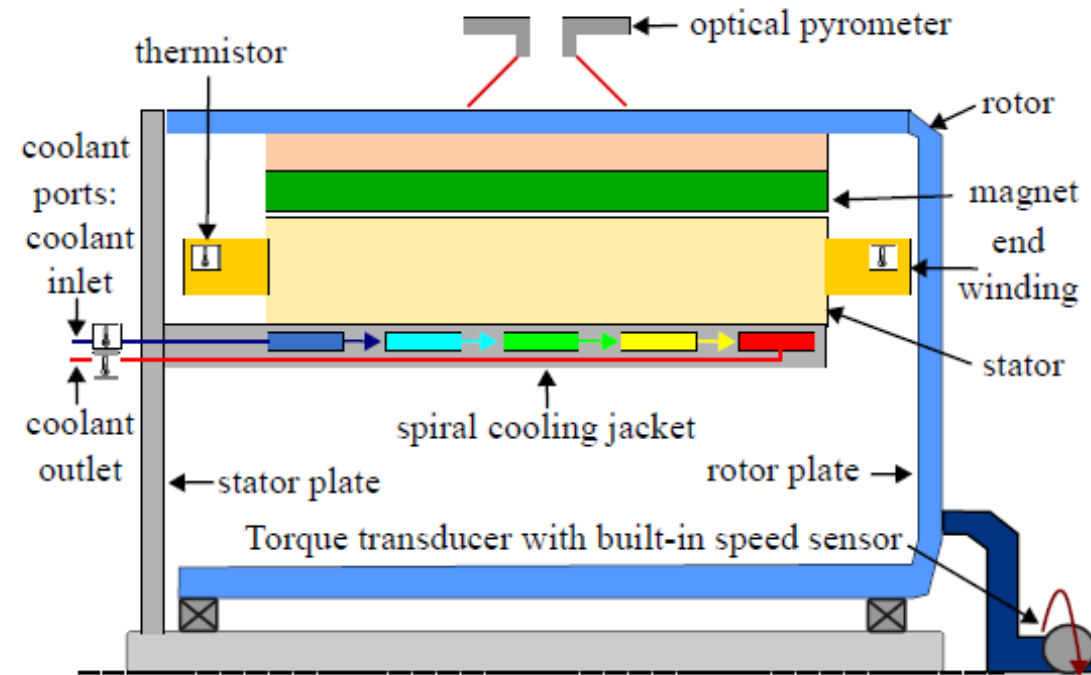 optical pyrometer
thermistor
rotor
coolant
ports:
coolant
inlet
magnet
end
winding
stator
coolant
outlet
spiral cooling jacket
stator plate
rotor plate
Torque transducer with built-in speed sensor